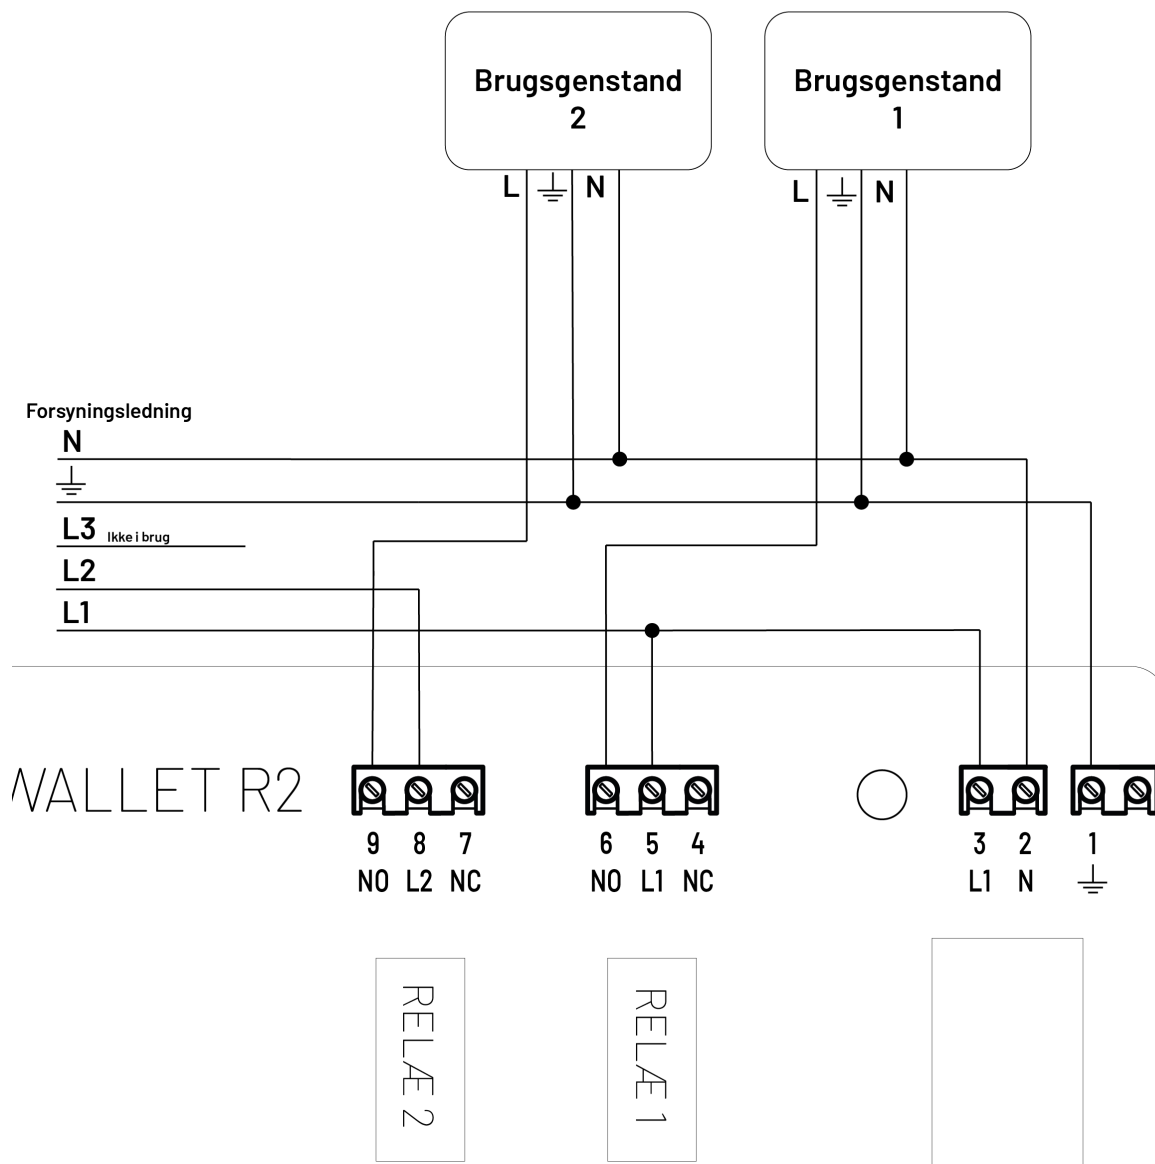 Brugsgenstand
2
Brugsgenstand
1
L N
L N
Forsyningsledning
N
L3 Ikke i brug
L2
L1
WALLET R2
9 8 7
NO L2 NC
6 5 4
NO L1 NC
3 2 1
L1 N
RELÆ 2
RELÆ 1